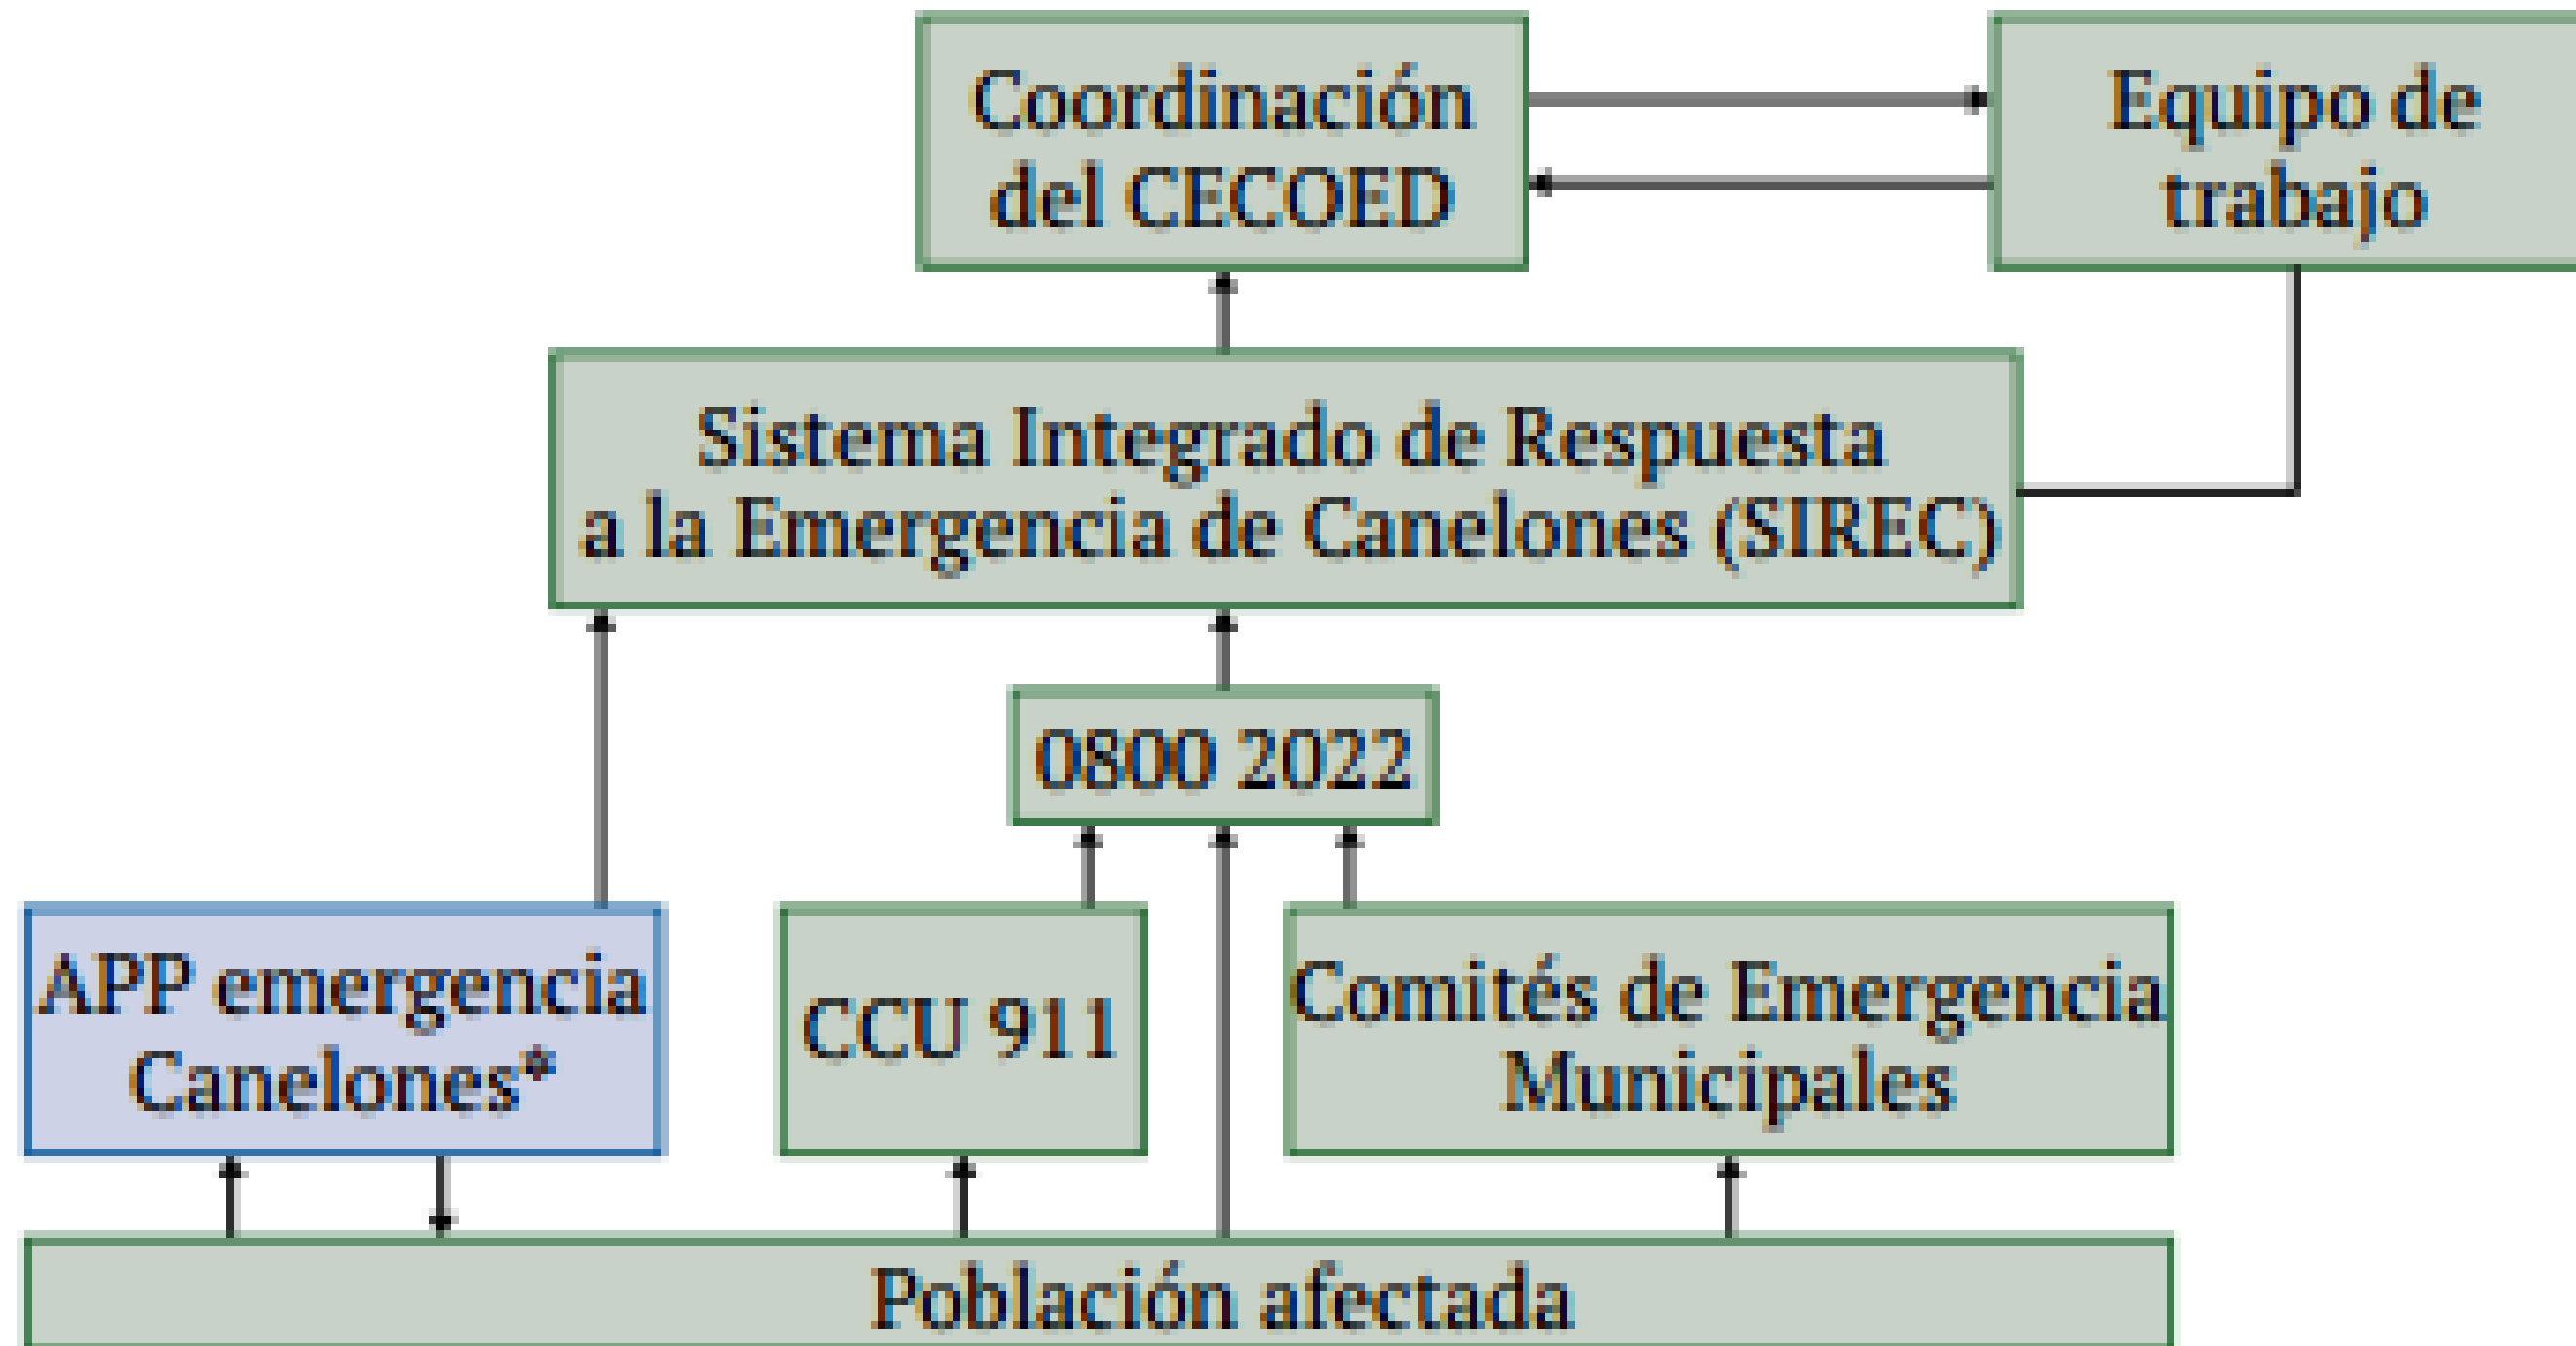 Coordinación
del CECOED
Equipo de
trabajo
Sistema Integrado de Respuesta
a la Emergencia de Canelones (SIREC)
0800 2022
APP emergencia
Canelones*
CCU 911
Comités de Emergencia
Municipales
Población afectada